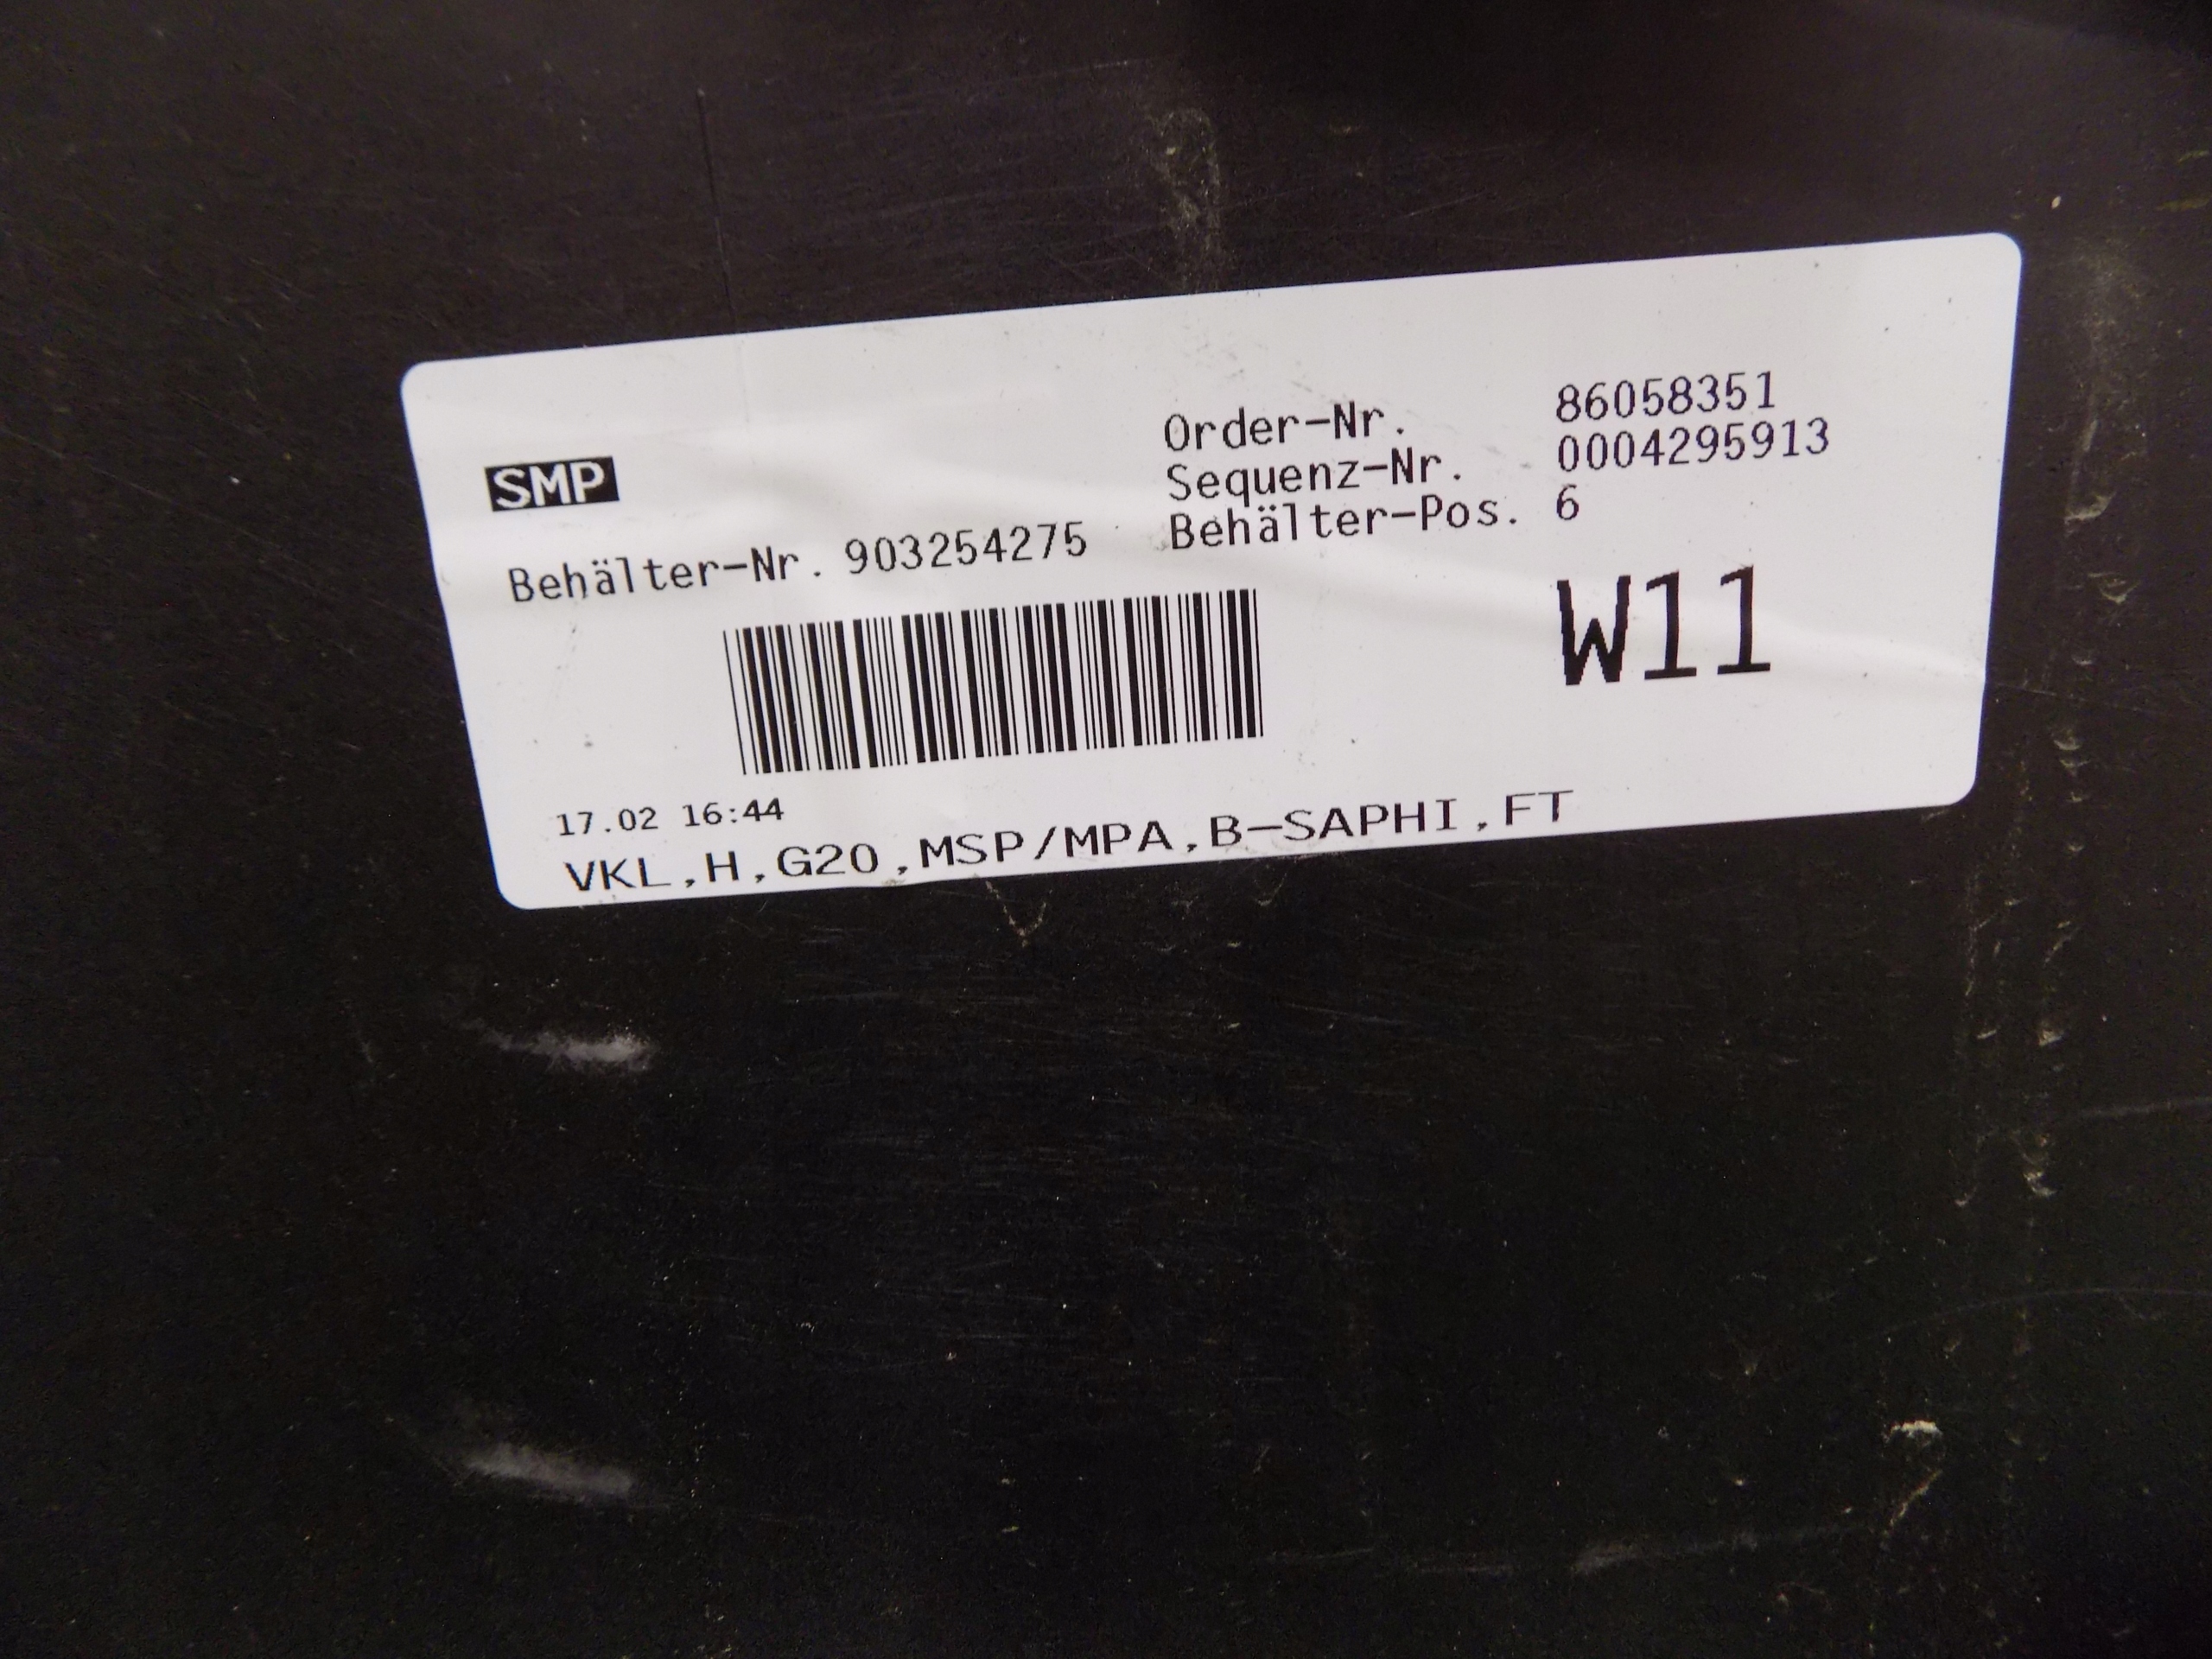 SMP
Order-Nr. 86058351
Sequenz-Nr. 0004295913
Behälter-Nr. 903254275
Behälter-Pos. 6
W11
17.02 16:44
VKL,H,G20,MSP/MPA,B-SAPHI,FT